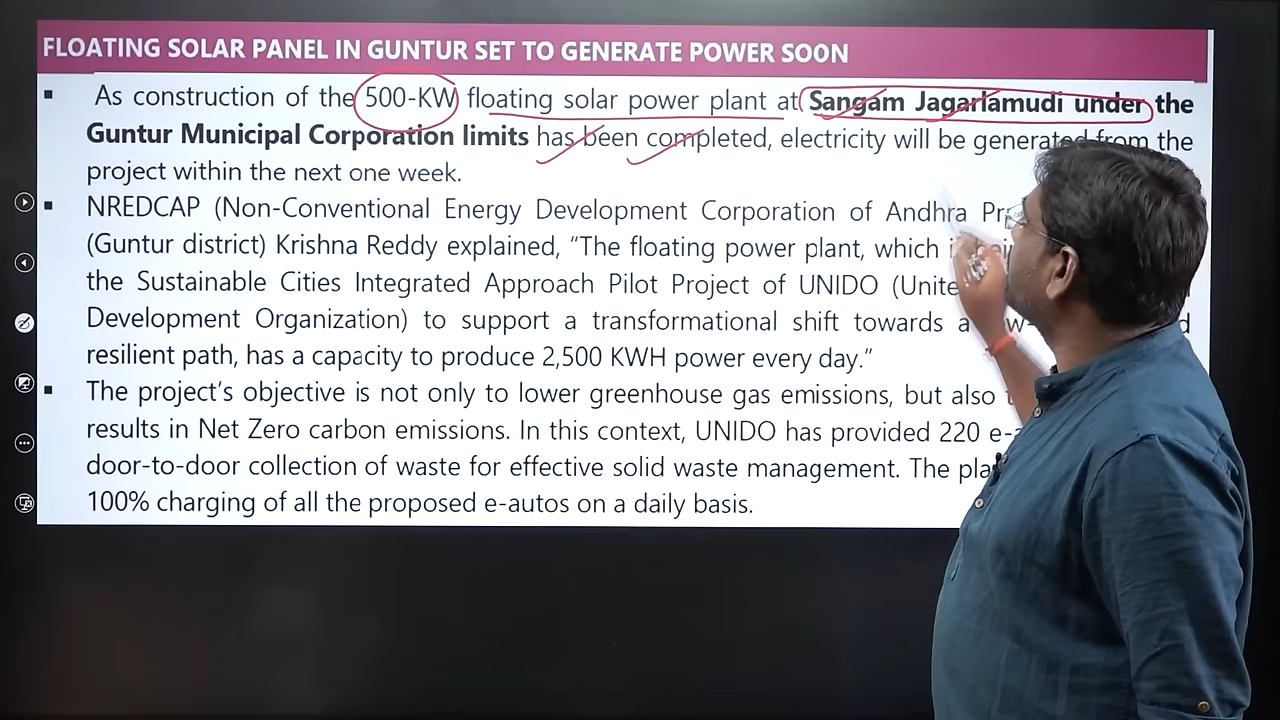 FLOATING SOLAR PANEL IN GUNTUR SET TO GENERATE POWER SOON
▪ As construction of the 500-KW floating solar power plant at Sangam Jagarlamudi under the
Guntur Municipal Corporation limits has been completed, electricity will be generated from the
project within the next one week.
▪ NREDCAP (Non-Conventional Energy Development Corporation of Andhra
(Guntur district) Krishna Reddy explained, “The floating power plant, which
the Sustainable Cities Integrated Approach Pilot Project of UNIDO
Development Organization) to support a transformational shift towards a
resilient path, has a capacity to produce 2,500 KWH power every day.”
▪ The project’s objective is not only to lower greenhouse gas emissions, but also
results in Net Zero carbon emissions. In this context, UNIDO has provided 220
door-to-door collection of waste for effective solid waste management. The
100% charging of all the proposed e-autos on a daily basis.